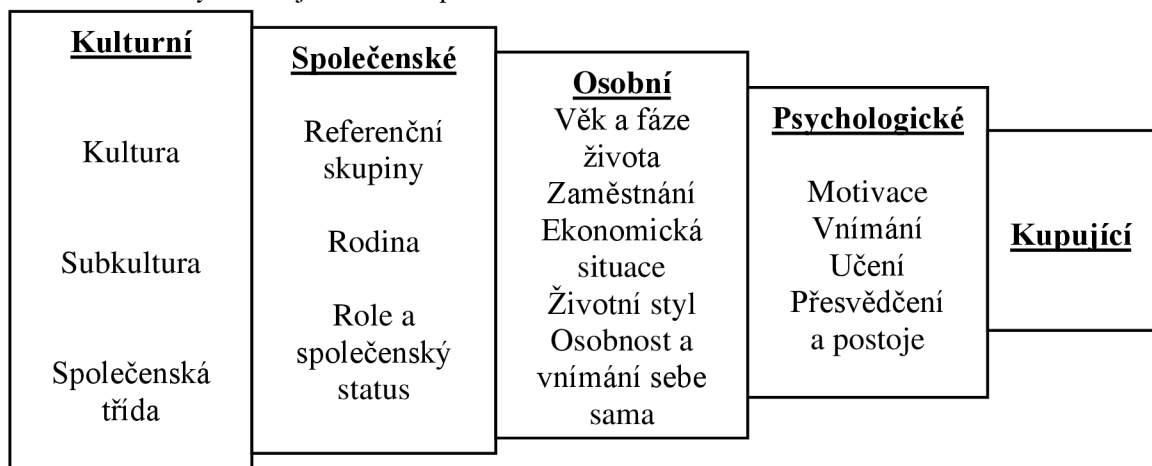 Kulturní
Kultura
Subkultura
Společenská
třída
Společenské
Referenční
skupiny
Rodina
Role a
společenský
status
Osobní
Věk a fáze
života
Zaměstnání
Ekonomická
situace
Životní styl
Osobnost a
vnímání sebe
sama
Psychologické
Motivace
Vnímání
Učení
Přesvědčení
a postoje
Kupující